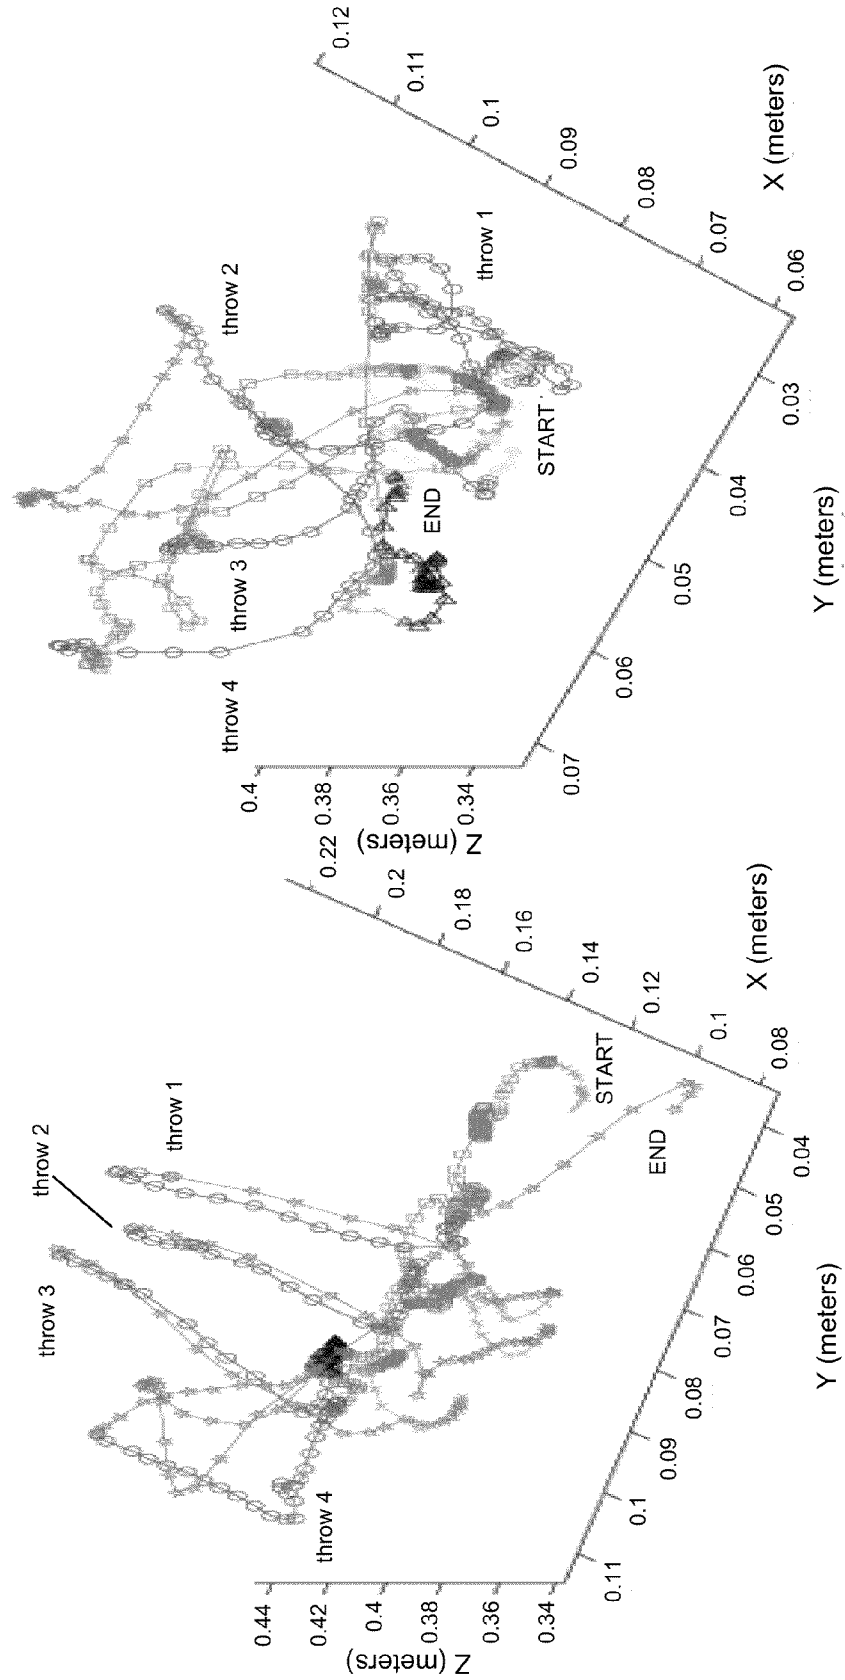 0.12
0.11
0.1
0.09
0.08
0.07
0.06
X (meters)
throw 1
throw 2
START
END
throw 3
throw 4
0.03
0.04
0.05
0.06
0.07
Y (meters)
0.4
0.38
0.36
0.34
Z (meters)
0.22
0.2
0.18
0.16
0.14
0.12
0.1
0.08
X (meters)
START
END
throw 1
throw 2
throw 3
throw 4
0.04
0.05
0.06
0.07
0.08
0.09
0.1
0.11
Y (meters)
0.44
0.42
0.4
0.38
0.36
0.34
Z (meters)